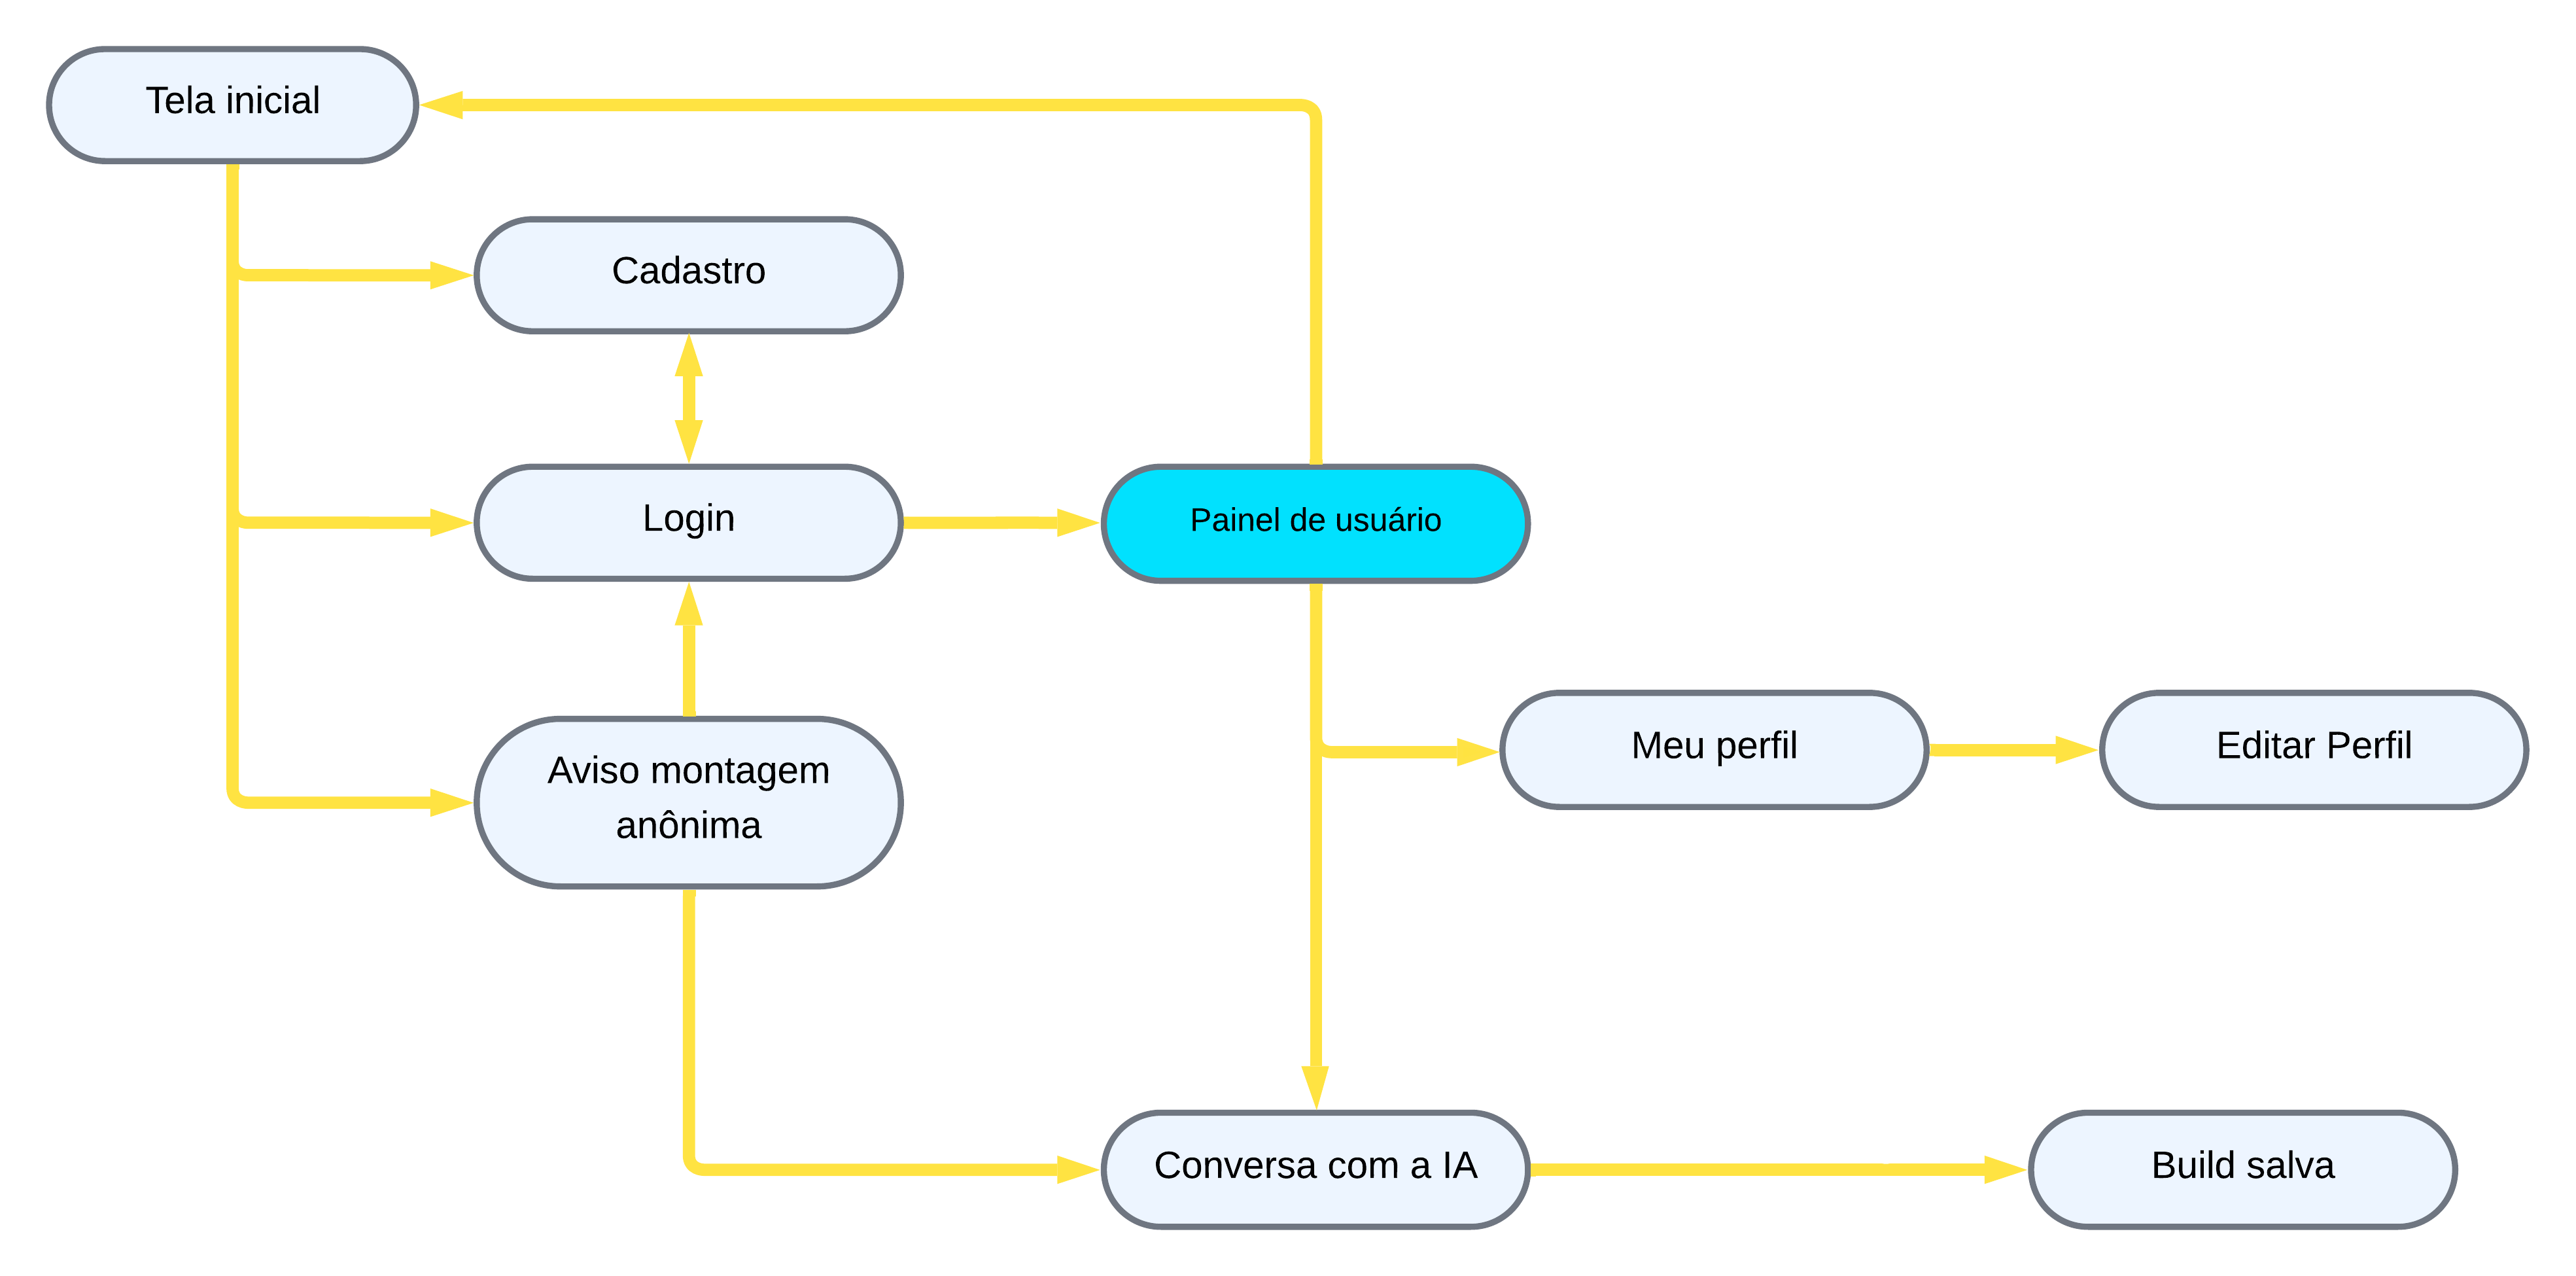 Tela inicial
Cadastro
Login
Painel de usuário
Aviso montagem
anônima
Meu perfil
Editar Perfil
Conversa com a IA
Build salva